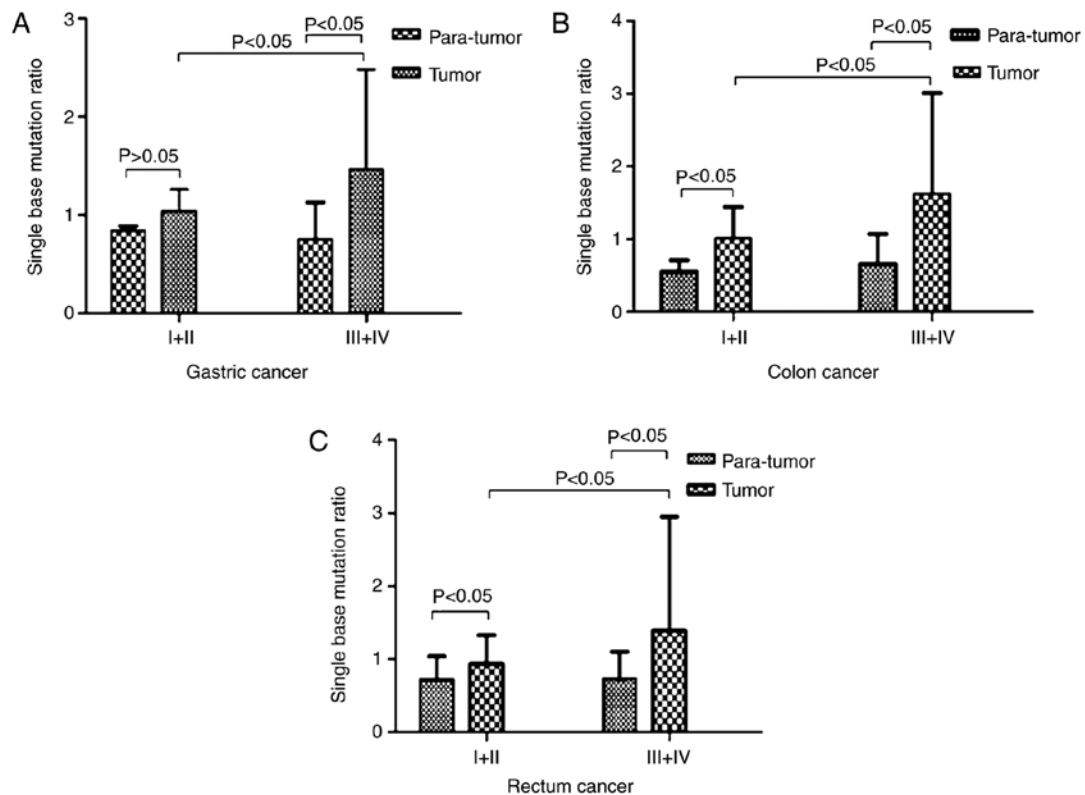 A
Single base mutation ratio
3
2
1
0
P<0.05
P<0.05
P>0.05
Para-tumor
Tumor
I+II
III+IV
Gastric cancer
B
Single base mutation ratio
4
3
2
1
0
P<0.05
P<0.05
P<0.05
Para-tumor
Tumor
I+II
III+IV
Colon cancer
C
Single base mutation ratio
4
3
2
1
0
P<0.05
P<0.05
P<0.05
Para-tumor
Tumor
I+II
III+IV
Rectum cancer